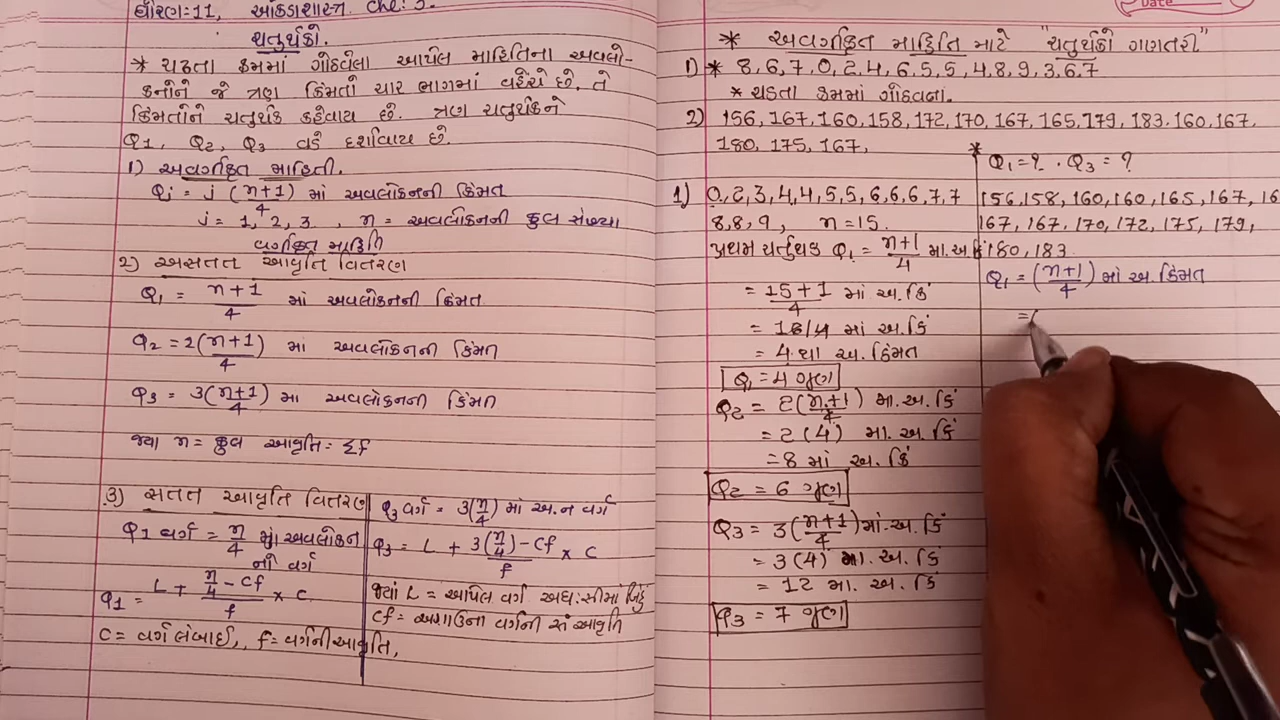 ધોરણ:11, આંકડાશાસ્ત્ર Ch: 3.
ચતુર્થકો.
* ચઢતા ક્રમમાં ગોઠવેલા આપેલ માહિતિના અવલો-
કનોને જે ત્રણ કિંમતો ચાર ભાગમાં વહેંચે છે. તે
કિંમતોને ચતુર્થક કહેવાય છે. ત્રણ ચતુર્થકને
Q1, Q2, Q3 વડે દર્શાવાય છે.
1) અવર્ગીકૃત માહિતી.
Qj = j (n+1)/4 માં અવલોકનની કિંમત
j = 1, 2, 3 , n = અવલોકનની કુલ સંખ્યા
વર્ગીકૃત માહિતિ
2) અસતત આવૃતિ વિતરણ
Q1 = n+1/4 માં અવલોકનની કિંમત
Q2 = 2(n+1/4) માં અવલોકનની કિંમત
Q3 = 3(n+1)/4 માં અવલોકનની કિંમત
જ્યાં n = કુલ આવૃતિ = Σf
3) સતત આવૃતિ વિતરણ
Q1 વર્ગ = n/4 માં અવલોકન
નો વર્ગ
Q1 = L + n/4 - cf/f × c
c = વર્ગ લંબાઈ, f = વર્ગની આવૃતિ,
Q3 વર્ગ = 3(n/4) માં અ.ન વર્ગ
Q3 = L + 3(n/4) - cf/f × c
જ્યાં L = આપેલ વર્ગ અધ:સીમાબિંદુ
cf = અગાઉના વર્ગની સં આવૃતિ
* અવર્ગીકૃત માહિતિ માટે "ચતુર્થકો ગણતરી"
1) * 8, 6, 7, 0, 2, 4, 6, 5, 5, 4, 8, 9, 3, 6, 7
* ચઢતા ક્રમમાં ગોઠવતા.
2) 156, 167, 160, 158, 172, 170, 167, 165, 179, 183. 160, 167.
180, 175, 167,
* Q1 = ? . Q3 = ?
1) 0, 2, 3, 4, 4, 5, 5, 6, 6, 6, 7, 7
8, 8, 9, n = 15.
પ્રથમ ચર્તુથક Q1 = n+1/4 માં.અ.કિં
= 15+1/4 માં અ.કિં
= 16/4 માં અ.કિં
= 4 થા અ. કિંમત
Q1 = 4 ગુણ
Q2 = 2(n+1/4) માં.અ.કિં
= 2 (4) માં.અ.કિં
= 8 માં અ.કિં
Q2 = 6 ગુણ
Q3 = 3(n+1/4) માં.અ.કિં
= 3(4) માં.અ.કિં
= 12 માં.અ.કિં
Q3 = 7 ગુણ
156, 158, 160, 160, 165, 167, 16
167, 167, 170, 172, 175, 179,
180, 183.
Q1 = (n+1/4) માં અ. કિંમત
= (